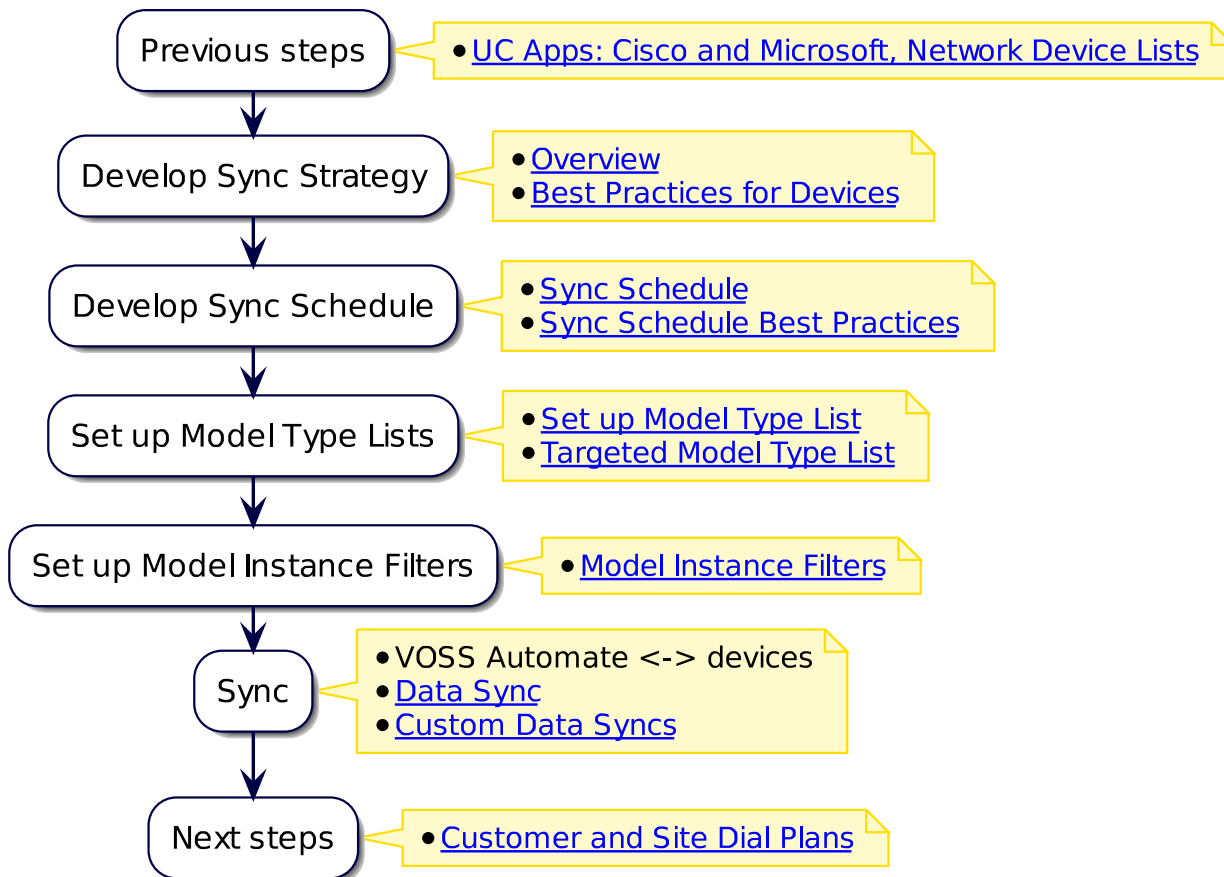 Previous steps
•UC Apps: Cisco and Microsoft, Network Device Lists
Develop Sync Strategy
•Overview
•Best Practices for Devices
Develop Sync Schedule
•Sync Schedule
•Sync Schedule Best Practices
Set up Model Type Lists
•Set up Model Type List
•Targeted Model Type List
Set up Model Instance Filters
•Model Instance Filters
Sync
•VOSS Automate <-> devices
•Data Sync
•Custom Data Syncs
Next steps
•Customer and Site Dial Plans